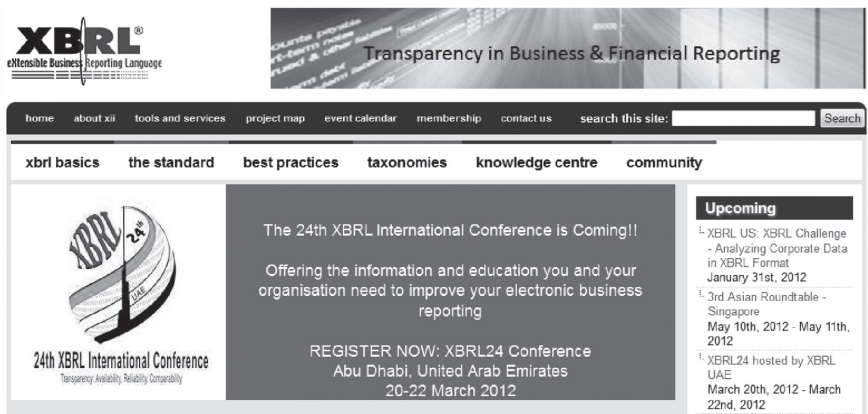 XBRL®
eXtensible Business Reporting Language
Transparency in Business & Financial Reporting
home about xii tools and services project map event calendar membership contact us search this site: Search
xbrl basics the standard best practices taxonomies knowledge centre community
XBRL 24th
UAE
24th XBRL International Conference
Transparency, Availability, Reliability, Comparability
The 24th XBRL International Conference is Coming!!
Offering the information and education you and your
organisation need to improve your electronic business
reporting
REGISTER NOW: XBRL24 Conference
Abu Dhabi, United Arab Emirates
20-22 March 2012
Upcoming
XBRL US: XBRL Challenge
- Analyzing Corporate Data
in XBRL Format
January 31st, 2012
3rd Asian Roundtable -
Singapore
May 10th, 2012 - May 11th,
2012
XBRL24 hosted by XBRL
UAE
March 20th, 2012 - March
22nd, 2012